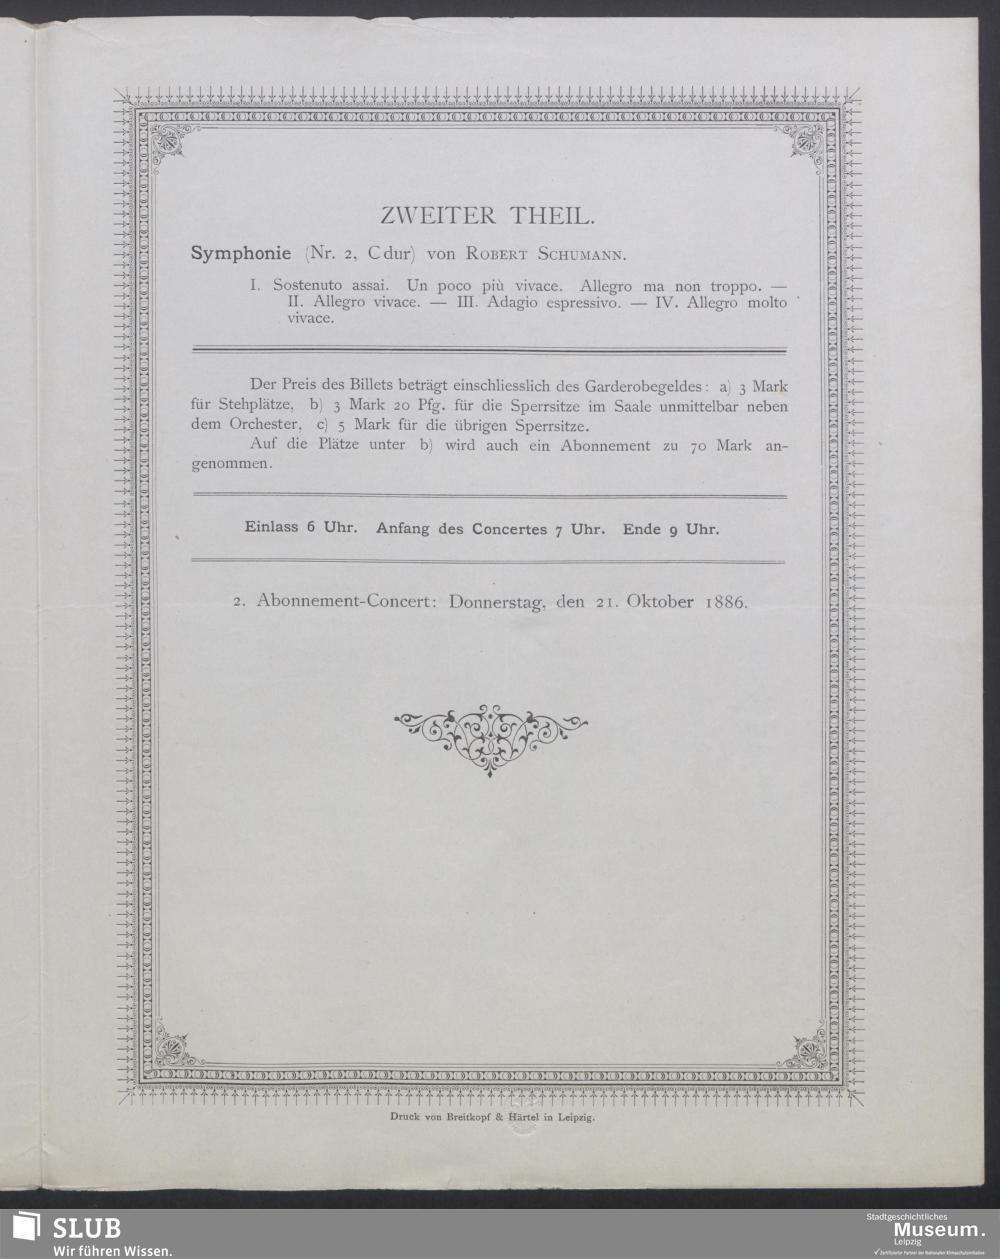 ZWEITER THEIL.
Symphonie (Nr. 2, C dur) von ROBERT SCHUMANN.
I. Sostenuto assai. Un poco più vivace. Allegro ma non troppo. —
II. Allegro vivace. — III. Adagio espressivo. — IV. Allegro molto
vivace.
Der Preis des Billets beträgt einschliesslich des Garderobegeldes: a) 3 Mark
für Stehplätze, b) 3 Mark 20 Pfg. für die Sperrsitze im Saale unmittelbar neben
dem Orchester, c) 5 Mark für die übrigen Sperrsitze.
Auf die Plätze unter b) wird auch ein Abonnement zu 70 Mark an-
genommen.
Einlass 6 Uhr. Anfang des Concertes 7 Uhr. Ende 9 Uhr.
2. Abonnement-Concert: Donnerstag, den 21. Oktober 1886.
Druck von Breitkopf & Härtel in Leipzig.
SLUB
Wir führen Wissen.
Stadtgeschichtliches
Museum.
Leipzig
Zertifizierter Partner der Nationalen Klimaschutzinitiative